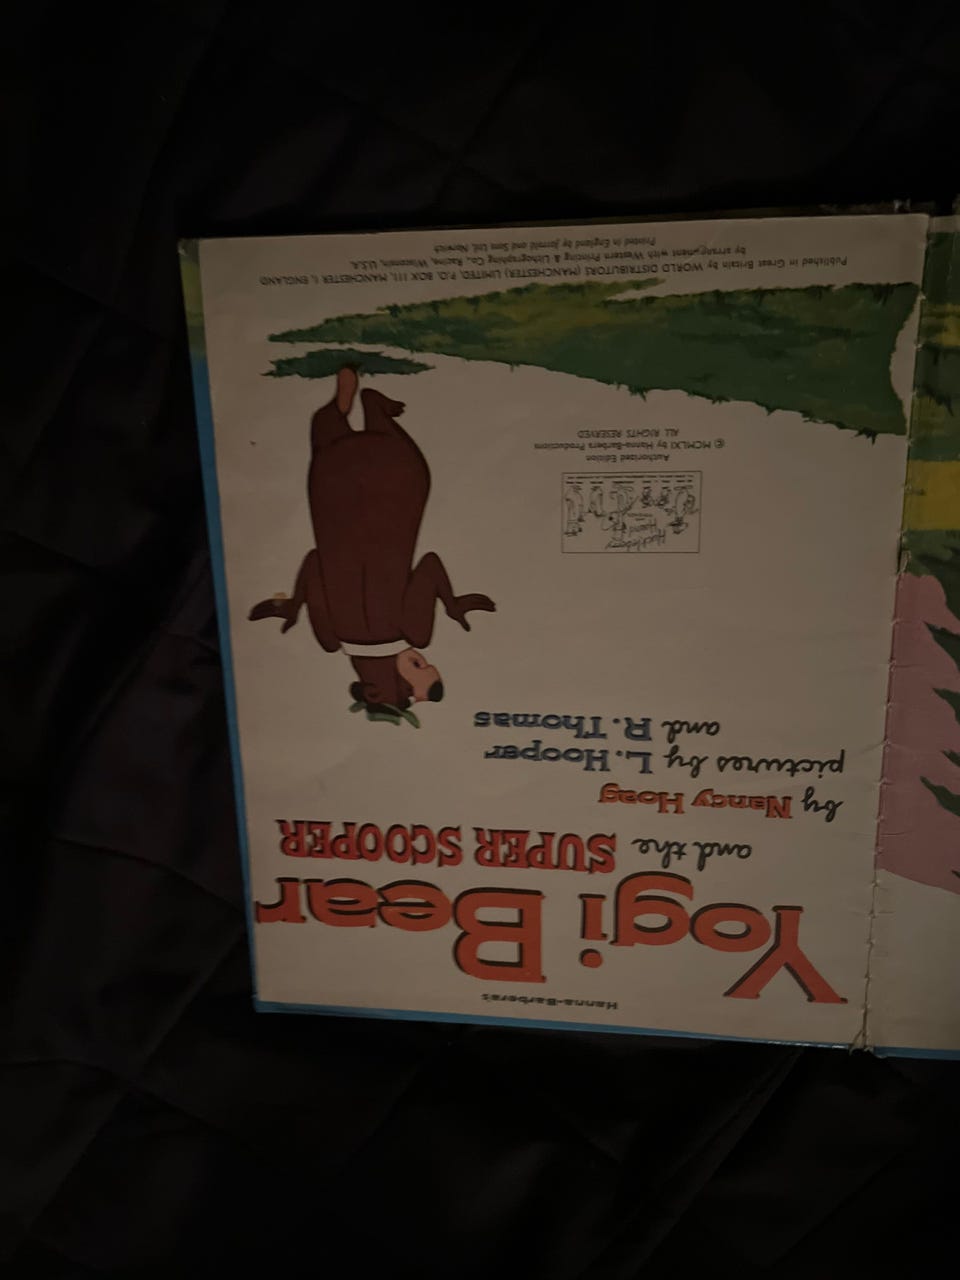 Hanna-Barbera's
Yogi Bear
and the SUPER SCOOPER
by Nancy Hoag
pictures by L. Hooper
and R. Thomas
Huckleberry
Hound
Authorized Edition
© MCMLXI by Hanna-Barbera Productions
ALL RIGHTS RESERVED
Published in Great Britain by WORLD DISTRIBUTORS (MANCHESTER) LIMITED, P.O. BOX 111, MANCHESTER 1, ENGLAND
by arrangement with Western Printing & Lithographing Co., Racine, Wisconsin, U.S.A.
Printed in England by Jarrold and Sons Ltd, Norwich